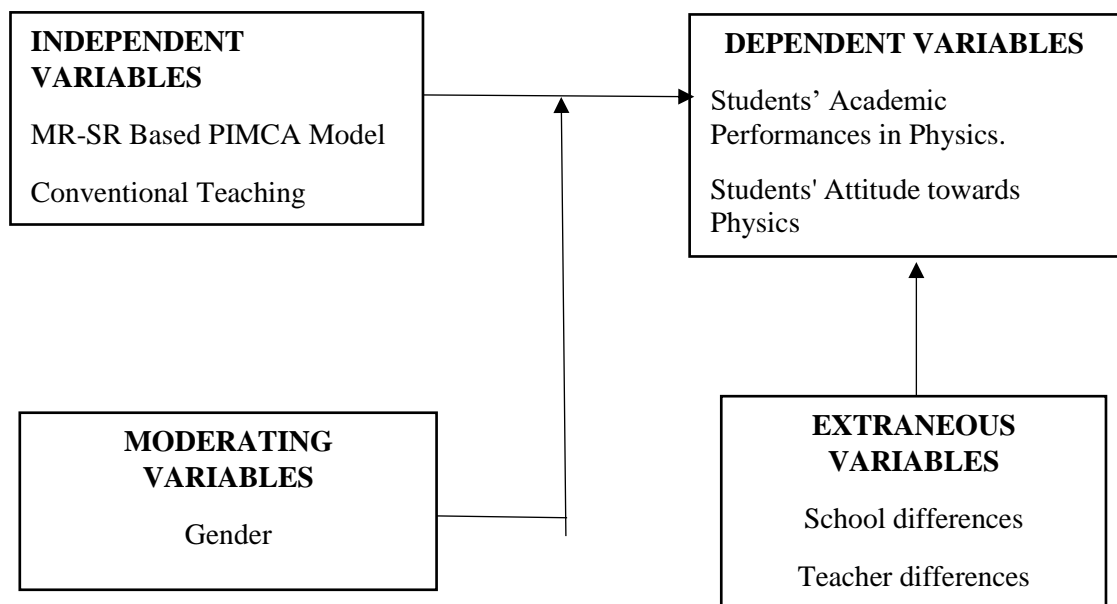 INDEPENDENT
VARIABLES
MR-SR Based PIMCA Model
Conventional Teaching
DEPENDENT VARIABLES
Students’ Academic
Performances in Physics.
Students' Attitude towards
Physics
MODERATING
VARIABLES
Gender
EXTRANEOUS
VARIABLES
School differences
Teacher differences